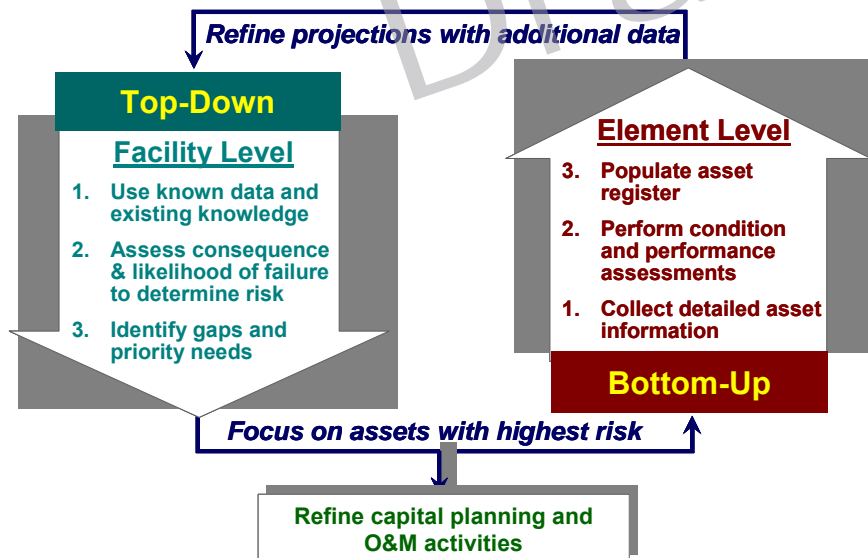 Refine projections with additional data
Top-Down
Facility Level
1. Use known data and
existing knowledge
2. Assess consequence
& likelihood of failure
to determine risk
3. Identify gaps and
priority needs
Element Level
3. Populate asset
register
2. Perform condition
and performance
assessments
1. Collect detailed asset
information
Bottom-Up
Focus on assets with highest risk
Refine capital planning and
O&M activities